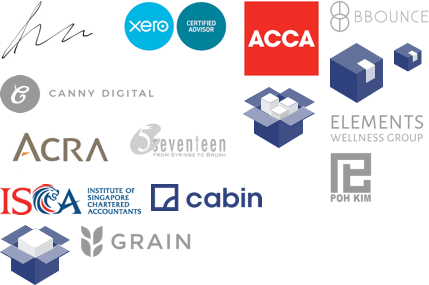 xero
CERTIFIED
ADVISOR
ACCA
BBOUNCE
CANNY DIGITAL
ELEMENTS
WELLNESS GROUP
ACRA
5seventeen
FROM SYRINGE TO BRUSH
POH KIM
ISCA
INSTITUTE OF
SINGAPORE
CHARTERED
ACCOUNTANTS
cabin
GRAIN